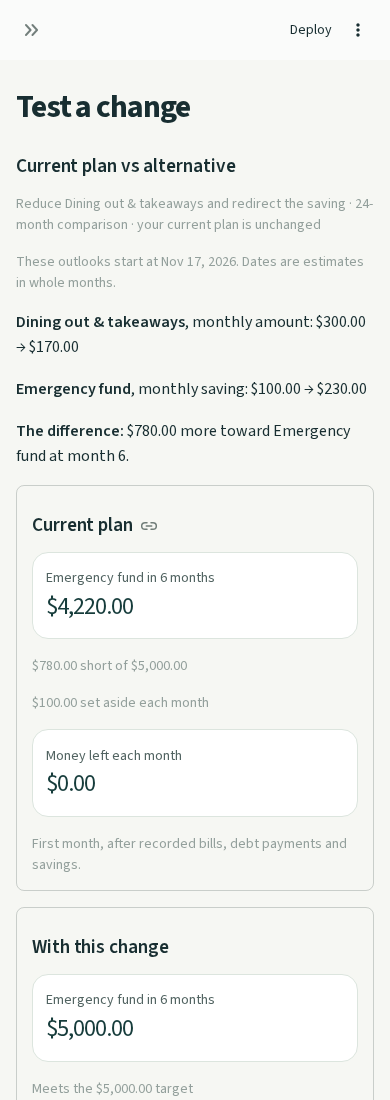 Deploy
Test a change
Current plan vs alternative
Reduce Dining out & takeaways and redirect the saving · 24-
month comparison · your current plan is unchanged
These outlooks start at Nov 17, 2026. Dates are estimates
in whole months.
Dining out & takeaways, monthly amount: $300.00
→ $170.00
Emergency fund, monthly saving: $100.00 → $230.00
The difference: $780.00 more toward Emergency
fund at month 6.
Current plan
Emergency fund in 6 months
$4,220.00
$780.00 short of $5,000.00
$100.00 set aside each month
Money left each month
$0.00
First month, after recorded bills, debt payments and
savings.
With this change
Emergency fund in 6 months
$5,000.00
Meets the $5,000.00 target